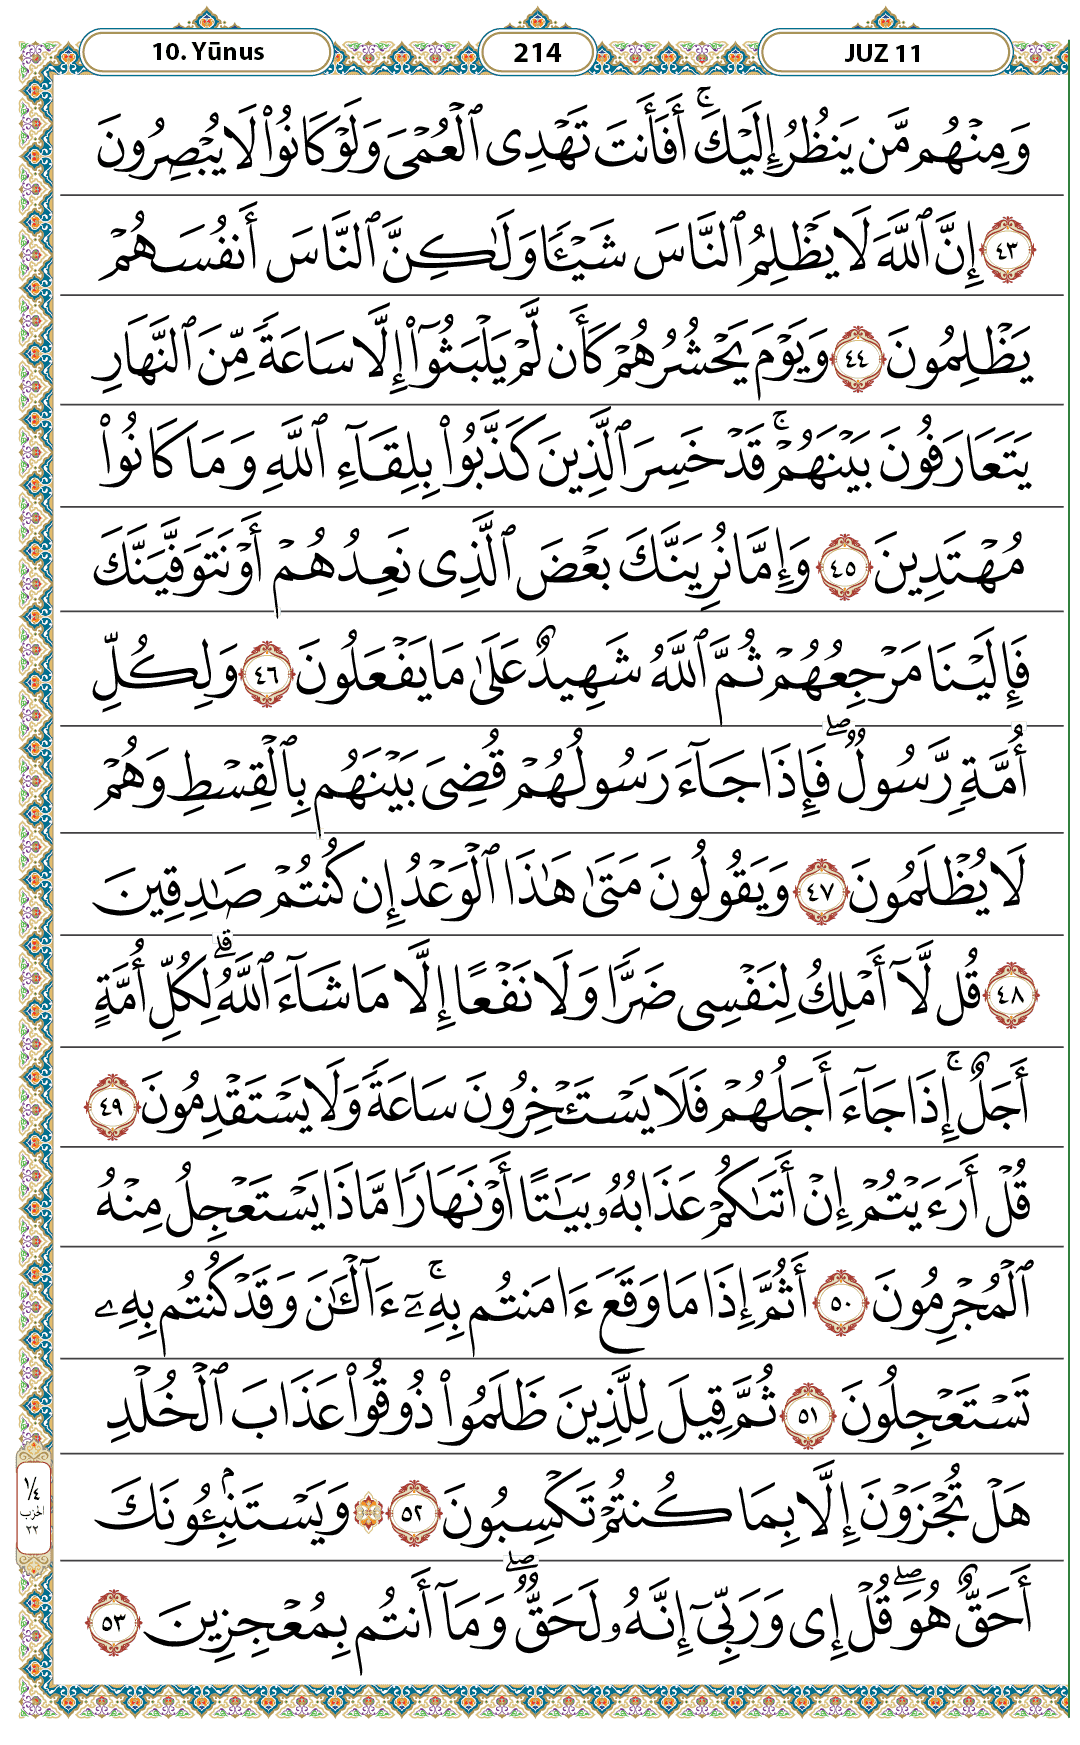 10. Yūnus
214
JUZ 11
وَمِنْهُم مَّن يَنظُرُ إِلَيْكَ ۚ أَفَأَنتَ تَهْدِى ٱلْعُمْىَ وَلَوْ كَانُوا۟ لَا يُبْصِرُونَ
٤٣ إِنَّ ٱللَّهَ لَا يَظْلِمُ ٱلنَّاسَ شَيْـًٔا وَلَـٰكِنَّ ٱلنَّاسَ أَنفُسَهُمْ
يَظْلِمُونَ ٤٤ وَيَوْمَ يَحْشُرُهُمْ كَأَن لَّمْ يَلْبَثُوٓا۟ إِلَّا سَاعَةً مِّنَ ٱلنَّهَارِ
يَتَعَارَفُونَ بَيْنَهُمْ ۚ قَدْ خَسِرَ ٱلَّذِينَ كَذَّبُوا۟ بِلِقَآءِ ٱللَّهِ وَمَا كَانُوا۟
مُهْتَدِينَ ٤٥ وَإِمَّا نُرِيَنَّكَ بَعْضَ ٱلَّذِى نَعِدُهُمْ أَوْ نَتَوَفَّيَنَّكَ
فَإِلَيْنَا مَرْجِعُهُمْ ثُمَّ ٱللَّهُ شَهِيدٌ عَلَىٰ مَا يَفْعَلُونَ ٤٦ وَلِكُلِّ
أُمَّةٍ رَّسُولٌ ۖ فَإِذَا جَآءَ رَسُولُهُمْ قُضِىَ بَيْنَهُم بِٱلْقِسْطِ وَهُمْ
لَا يُظْلَمُونَ ٤٧ وَيَقُولُونَ مَتَىٰ هَـٰذَا ٱلْوَعْدُ إِن كُنتُمْ صَـٰدِقِينَ
٤٨ قُل لَّآ أَمْلِكُ لِنَفْسِى ضَرًّا وَلَا نَفْعًا إِلَّا مَا شَآءَ ٱللَّهُ ۗ لِكُلِّ أُمَّةٍ
أَجَلٌ ۚ إِذَا جَآءَ أَجَلُهُمْ فَلَا يَسْتَـْٔخِرُونَ سَاعَةً وَلَا يَسْتَقْدِمُونَ ٤٩
قُلْ أَرَءَيْتُمْ إِنْ أَتَىٰكُمْ عَذَابُهُۥ بَيَـٰتًا أَوْ نَهَارًا مَّاذَا يَسْتَعْجِلُ مِنْهُ
ٱلْمُجْرِمُونَ ٥٠ أَثُمَّ إِذَا مَا وَقَعَ ءَامَنتُم بِهِۦٓ ۚ ءَآلْـَٔـٰنَ وَقَدْ كُنتُم بِهِۦ
تَسْتَعْجِلُونَ ٥١ ثُمَّ قِيلَ لِلَّذِينَ ظَلَمُوا۟ ذُوقُوا۟ عَذَابَ ٱلْخُلْدِ
هَلْ تُجْزَوْنَ إِلَّا بِمَا كُنتُمْ تَكْسِبُونَ ٥٢ ۞ وَيَسْتَنۢبِـُٔونَكَ
أَحَقٌّ هُوَ ۖ قُلْ إِى وَرَبِّىٓ إِنَّهُۥ لَحَقٌّ ۖ وَمَآ أَنتُم بِمُعْجِزِينَ ٥٣
١/٤
الحزب
٢٢